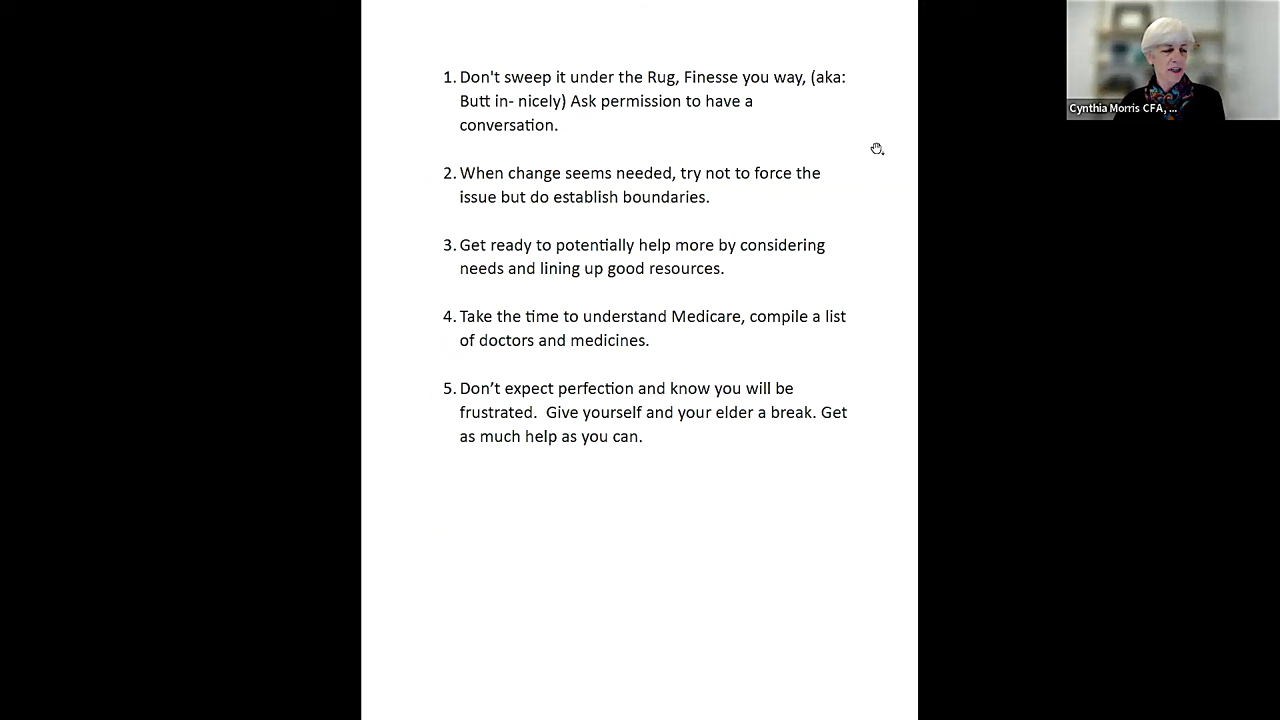 1. Don't sweep it under the Rug, Finesse you way, (aka:
Butt in- nicely) Ask permission to have a
conversation.
2. When change seems needed, try not to force the
issue but do establish boundaries.
3. Get ready to potentially help more by considering
needs and lining up good resources.
4. Take the time to understand Medicare, compile a list
of doctors and medicines.
5. Don’t expect perfection and know you will be
frustrated.  Give yourself and your elder a break. Get
as much help as you can.
Cynthia Morris CFA, ...